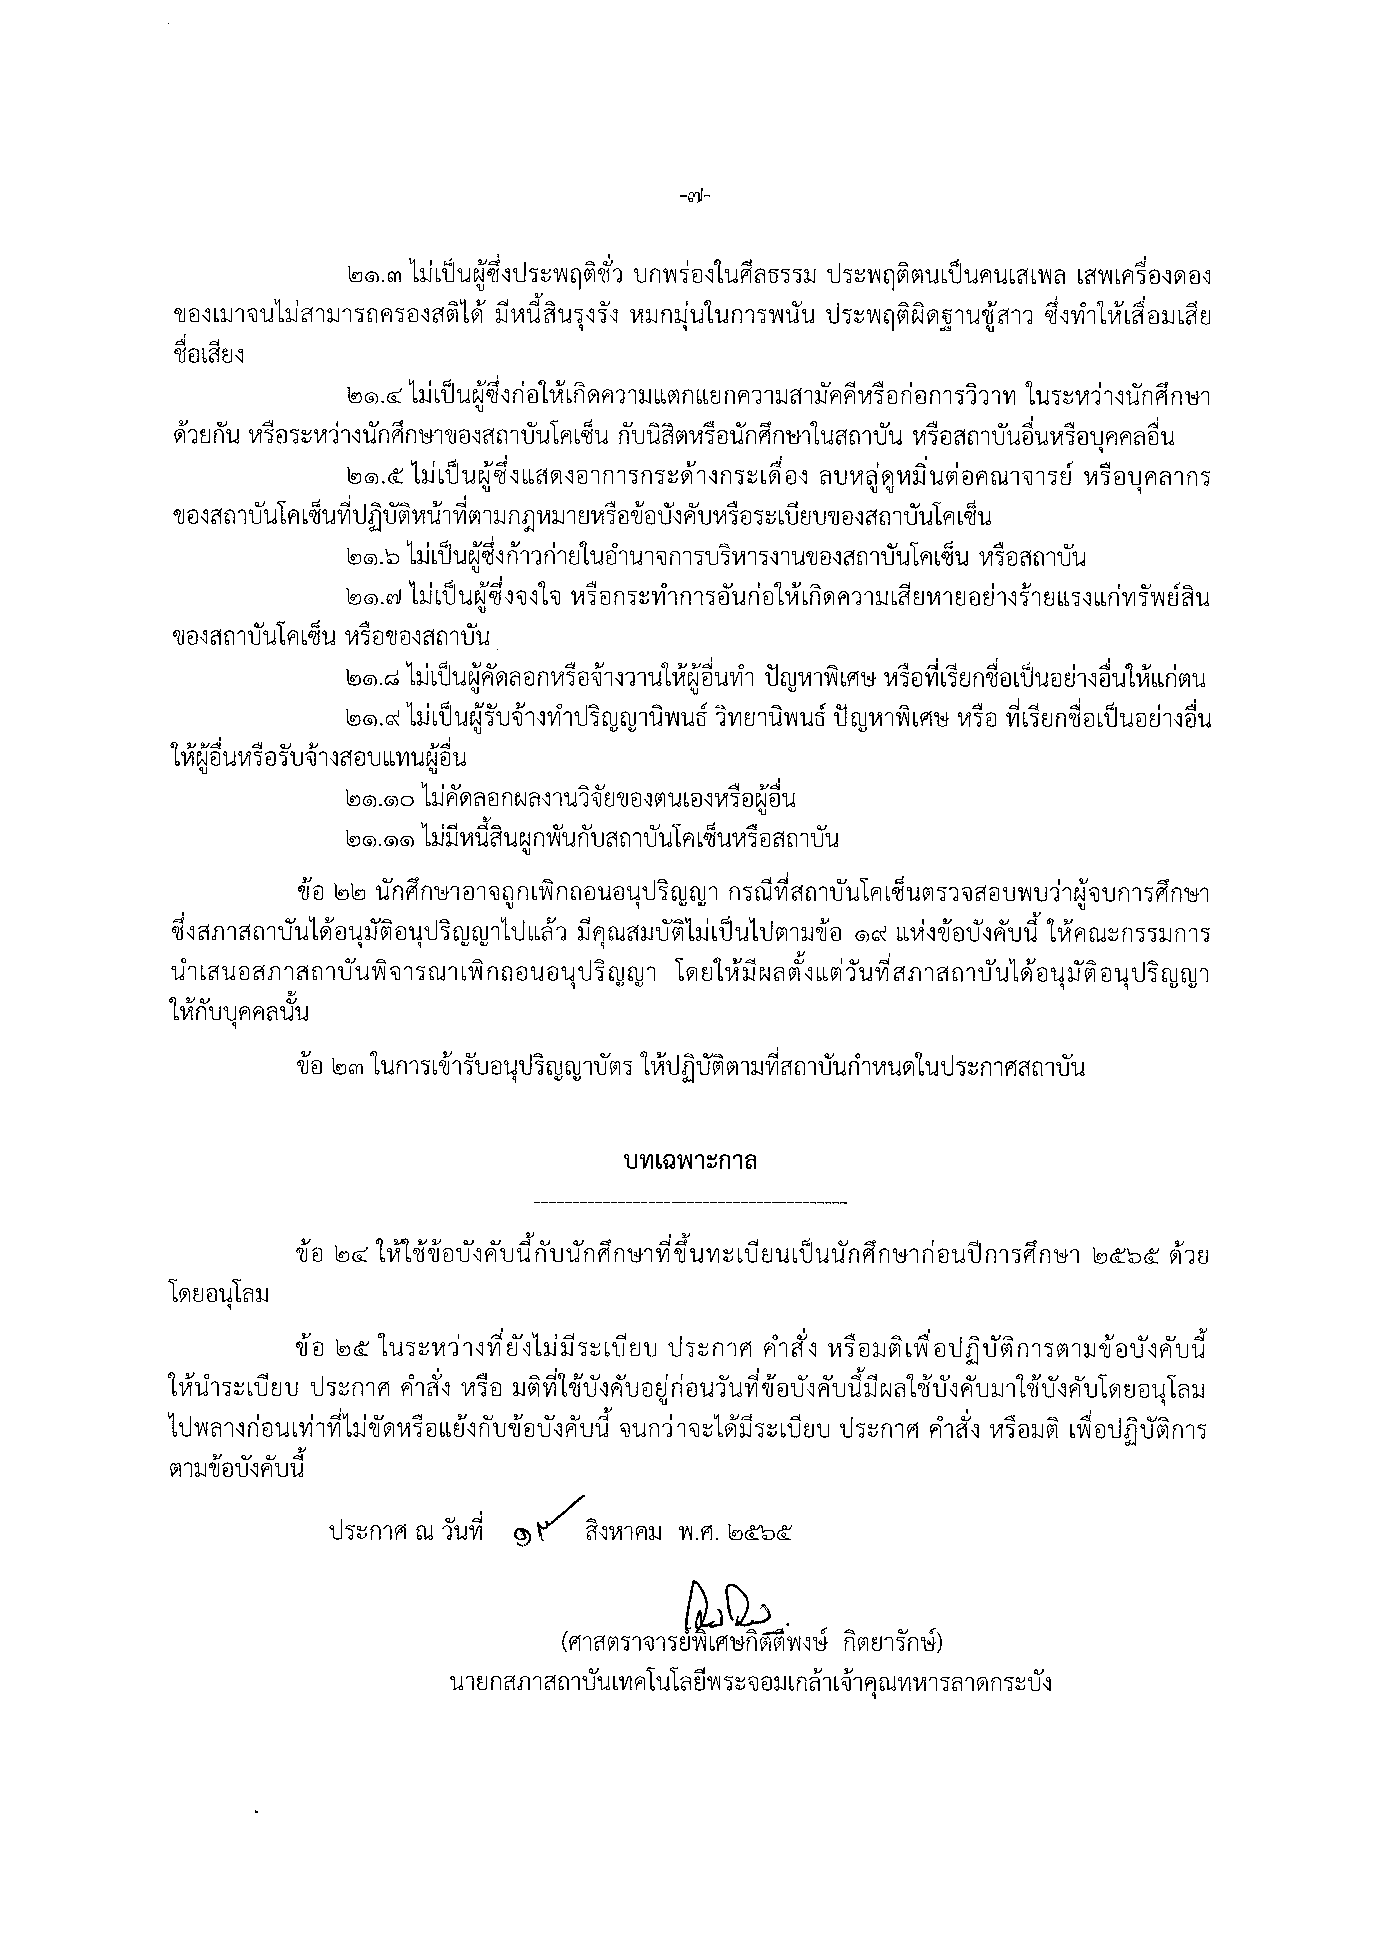 -๗-
๒๑.๓ ไม่เป็นผู้ซึ่งประพฤติชั่ว บกพร่องในศีลธรรม ประพฤติตนเป็นคนเสเพล เสพเครื่องดอง
ของเมาจนไม่สามารถครองสติได้ มีหนี้สินรุงรัง หมกมุ่นในการพนัน ประพฤติผิดฐานชู้สาว ซึ่งทำให้เสื่อมเสีย
ชื่อเสียง
๒๑.๔ ไม่เป็นผู้ซึ่งก่อให้เกิดความแตกแยกความสามัคคีหรือก่อการวิวาท ในระหว่างนักศึกษา
ด้วยกัน หรือระหว่างนักศึกษาของสถาบันโคเซ็น กับนิสิตหรือนักศึกษาในสถาบัน หรือสถาบันอื่นหรือบุคคลอื่น
๒๑.๕ ไม่เป็นผู้ซึ่งแสดงอาการกระด้างกระเดื่อง ลบหลู่ดูหมิ่นต่อคณาจารย์ หรือบุคลากร
ของสถาบันโคเซ็นที่ปฏิบัติหน้าที่ตามกฎหมายหรือข้อบังคับหรือระเบียบของสถาบันโคเซ็น
๒๑.๖ ไม่เป็นผู้ซึ่งก้าวก่ายในอำนาจการบริหารงานของสถาบันโคเซ็น หรือสถาบัน
๒๑.๗ ไม่เป็นผู้ซึ่งจงใจ หรือกระทำการอันก่อให้เกิดความเสียหายอย่างร้ายแรงแก่ทรัพย์สิน
ของสถาบันโคเซ็น หรือของสถาบัน
๒๑.๘ ไม่เป็นผู้คัดลอกหรือจ้างวานให้ผู้อื่นทำ ปัญหาพิเศษ หรือที่เรียกชื่อเป็นอย่างอื่นให้แก่ตน
๒๑.๙ ไม่เป็นผู้รับจ้างทำปริญญานิพนธ์ วิทยานิพนธ์ ปัญหาพิเศษ หรือ ที่เรียกชื่อเป็นอย่างอื่น
ให้ผู้อื่นหรือรับจ้างสอบแทนผู้อื่น
๒๑.๑๐ ไม่คัดลอกผลงานวิจัยของตนเองหรือผู้อื่น
๒๑.๑๑ ไม่มีหนี้สินผูกพันกับสถาบันโคเซ็นหรือสถาบัน
ข้อ ๒๒ นักศึกษาอาจถูกเพิกถอนอนุปริญญา กรณีที่สถาบันโคเซ็นตรวจสอบพบว่าผู้จบการศึกษา
ซึ่งสภาสถาบันได้อนุมัติอนุปริญญาไปแล้ว มีคุณสมบัติไม่เป็นไปตามข้อ ๑๙ แห่งข้อบังคับนี้ ให้คณะกรรมการ
นำเสนอสภาสถาบันพิจารณาเพิกถอนอนุปริญญา โดยให้มีผลตั้งแต่วันที่สภาสถาบันได้อนุมัติอนุปริญญา
ให้กับบุคคลนั้น
ข้อ ๒๓ ในการเข้ารับอนุปริญญาบัตร ให้ปฏิบัติตามที่สถาบันกำหนดในประกาศสถาบัน
บทเฉพาะกาล
-----------------------------------------
ข้อ ๒๔ ให้ใช้ข้อบังคับนี้กับนักศึกษาที่ขึ้นทะเบียนเป็นนักศึกษาก่อนปีการศึกษา ๒๕๖๕ ด้วย
โดยอนุโลม
ข้อ ๒๕ ในระหว่างที่ยังไม่มีระเบียบ ประกาศ คำสั่ง หรือมติเพื่อปฏิบัติการตามข้อบังคับนี้
ให้นำระเบียบ ประกาศ คำสั่ง หรือ มติที่ใช้บังคับอยู่ก่อนวันที่ข้อบังคับนี้มีผลใช้บังคับมาใช้บังคับโดยอนุโลม
ไปพลางก่อนเท่าที่ไม่ขัดหรือแย้งกับข้อบังคับนี้ จนกว่าจะได้มีระเบียบ ประกาศ คำสั่ง หรือมติ เพื่อปฏิบัติการ
ตามข้อบังคับนี้
ประกาศ ณ วันที่ ๑๙ สิงหาคม พ.ศ. ๒๕๖๕
(ศาสตราจารย์พิเศษกิตติพงษ์ กิตยารักษ์)
นายกสภาสถาบันเทคโนโลยีพระจอมเกล้าเจ้าคุณทหารลาดกระบัง